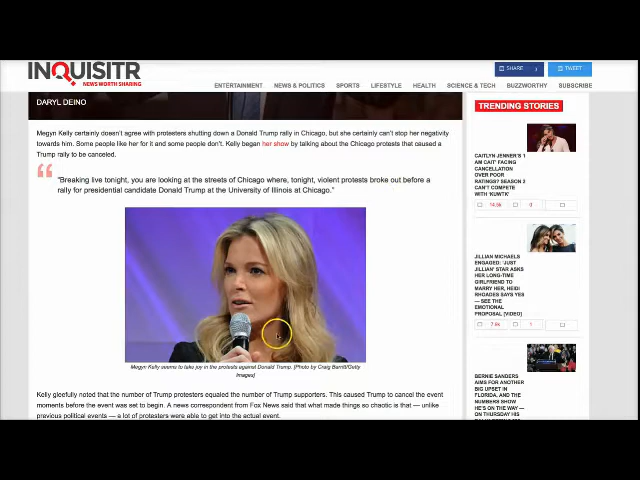 INQUISITR
NEWS WORTH SHARING
SHARE
TWEET
ENTERTAINMENT NEWS & POLITICS SPORTS LIFESTYLE HEALTH SCIENCE & TECH BUZZWORTHY SUBSCRIBE
DARYL DEINO
Megyn Kelly certainly doesn't agree with protesters shutting down a Donald Trump rally in Chicago, but she certainly can't stop her negativity
towards him. Some people like her for it and some people don't. Kelly began her show by talking about the Chicago protests that caused a
Trump rally to be canceled.
"Breaking live tonight, you are looking at the streets of Chicago where, tonight, violent protests broke out before a
rally for presidential candidate Donald Trump at the University of Illinois at Chicago."
Megyn Kelly seems to take joy in the protests against Donald Trump. [Photo by Craig Barritt/Getty
Images]
Kelly gleefully noted that the number of Trump protesters equaled the number of Trump supporters. This caused Trump to cancel the event
moments before the event was set to begin. A news correspondent from Fox News said that what made things so chaotic is that — unlike
previous political events — a lot of protesters were able to get into the actual event.
TRENDING STORIES
CAITLYN JENNER'S 'I
AM CAIT' FACING
CANCELLATION
OVER POOR
RATINGS? SEASON 2
CAN'T COMPETE
WITH 'KUWTK'
14.5k 0
JILLIAN MICHAELS
ENGAGED: 'JUST
JILLIAN' STAR ASKS
HER LONG-TIME
GIRLFRIEND TO
MARRY HER, HEIDI
RHOADES SAYS YES
— SEE THE
EMOTIONAL
PROPOSAL [VIDEO]
7.6k 1
BERNIE SANDERS
AIMS FOR ANOTHER
BIG UPSET IN
FLORIDA, AND THE
NUMBERS SHOW
HE'S ON THE WAY —
ON THURSDAY HIS